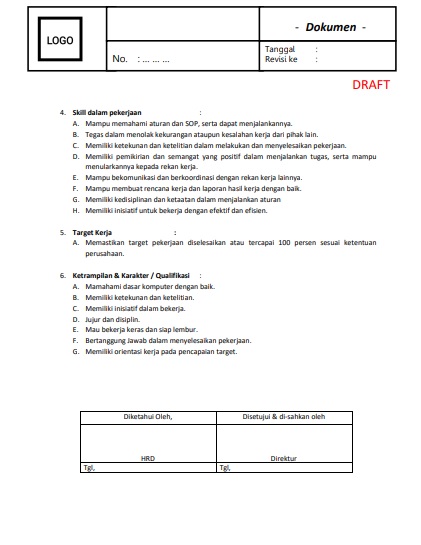 LOGO
- Dokumen -
No. : ... ... ...
Tanggal :
Revisi ke :
DRAFT
4. Skill dalam pekerjaan :
A. Mampu memahami aturan dan SOP, serta dapat menjalankannya.
B. Tegas dalam menolak kekurangan ataupun kesalahan kerja dari pihak lain.
C. Memiliki ketekunan dan ketelitian dalam melakukan dan menyelesaikan pekerjaan.
D. Memiliki pemikirian dan semangat yang positif dalam menjalankan tugas, serta mampu
menularkannya kepada rekan kerja.
E. Mampu bekomunikasi dan berkoordinasi dengan rekan kerja lainnya.
F. Mampu membuat rencana kerja dan laporan hasil kerja dengan baik.
G. Memiliki kedisiplinan dan ketaatan dalam menjalankan aturan
H. Memiliki inisiatif untuk bekerja dengan efektif dan efisien.
5. Target Kerja :
A. Memastikan target pekerjaan diselesaikan atau tercapai 100 persen sesuai ketentuan
perusahaan.
6. Ketrampilan & Karakter / Qualifikasi :
A. Mamahami dasar komputer dengan baik.
B. Memiliki ketekunan dan ketelitian.
C. Memiliki inisiatif dalam bekerja.
D. Jujur dan disiplin.
E. Mau bekerja keras dan siap lembur.
F. Bertanggung Jawab dalam menyelesaikan pekerjaan.
G. Memiliki orientasi kerja pada pencapaian target.
Diketahui Oleh, Disetujui & di-sahkan oleh
HRD Direktur
Tgl, Tgl,